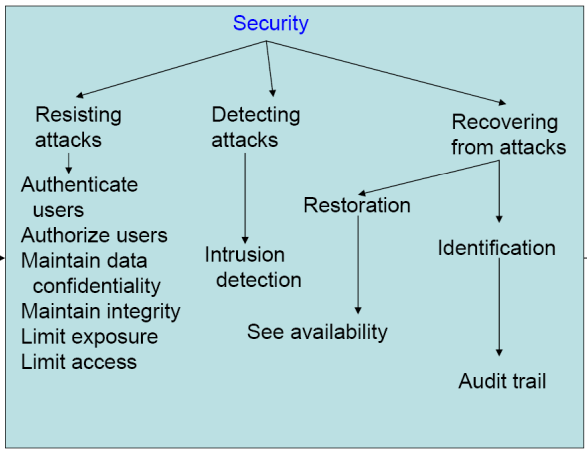 Security
Resisting
attacks
Authenticate
users
Authorize users
Maintain data
confidentiality
Maintain integrity
Limit exposure
Limit access
Detecting
attacks
Intrusion
detection
Recovering
from attacks
Restoration
See availability
Identification
Audit trail